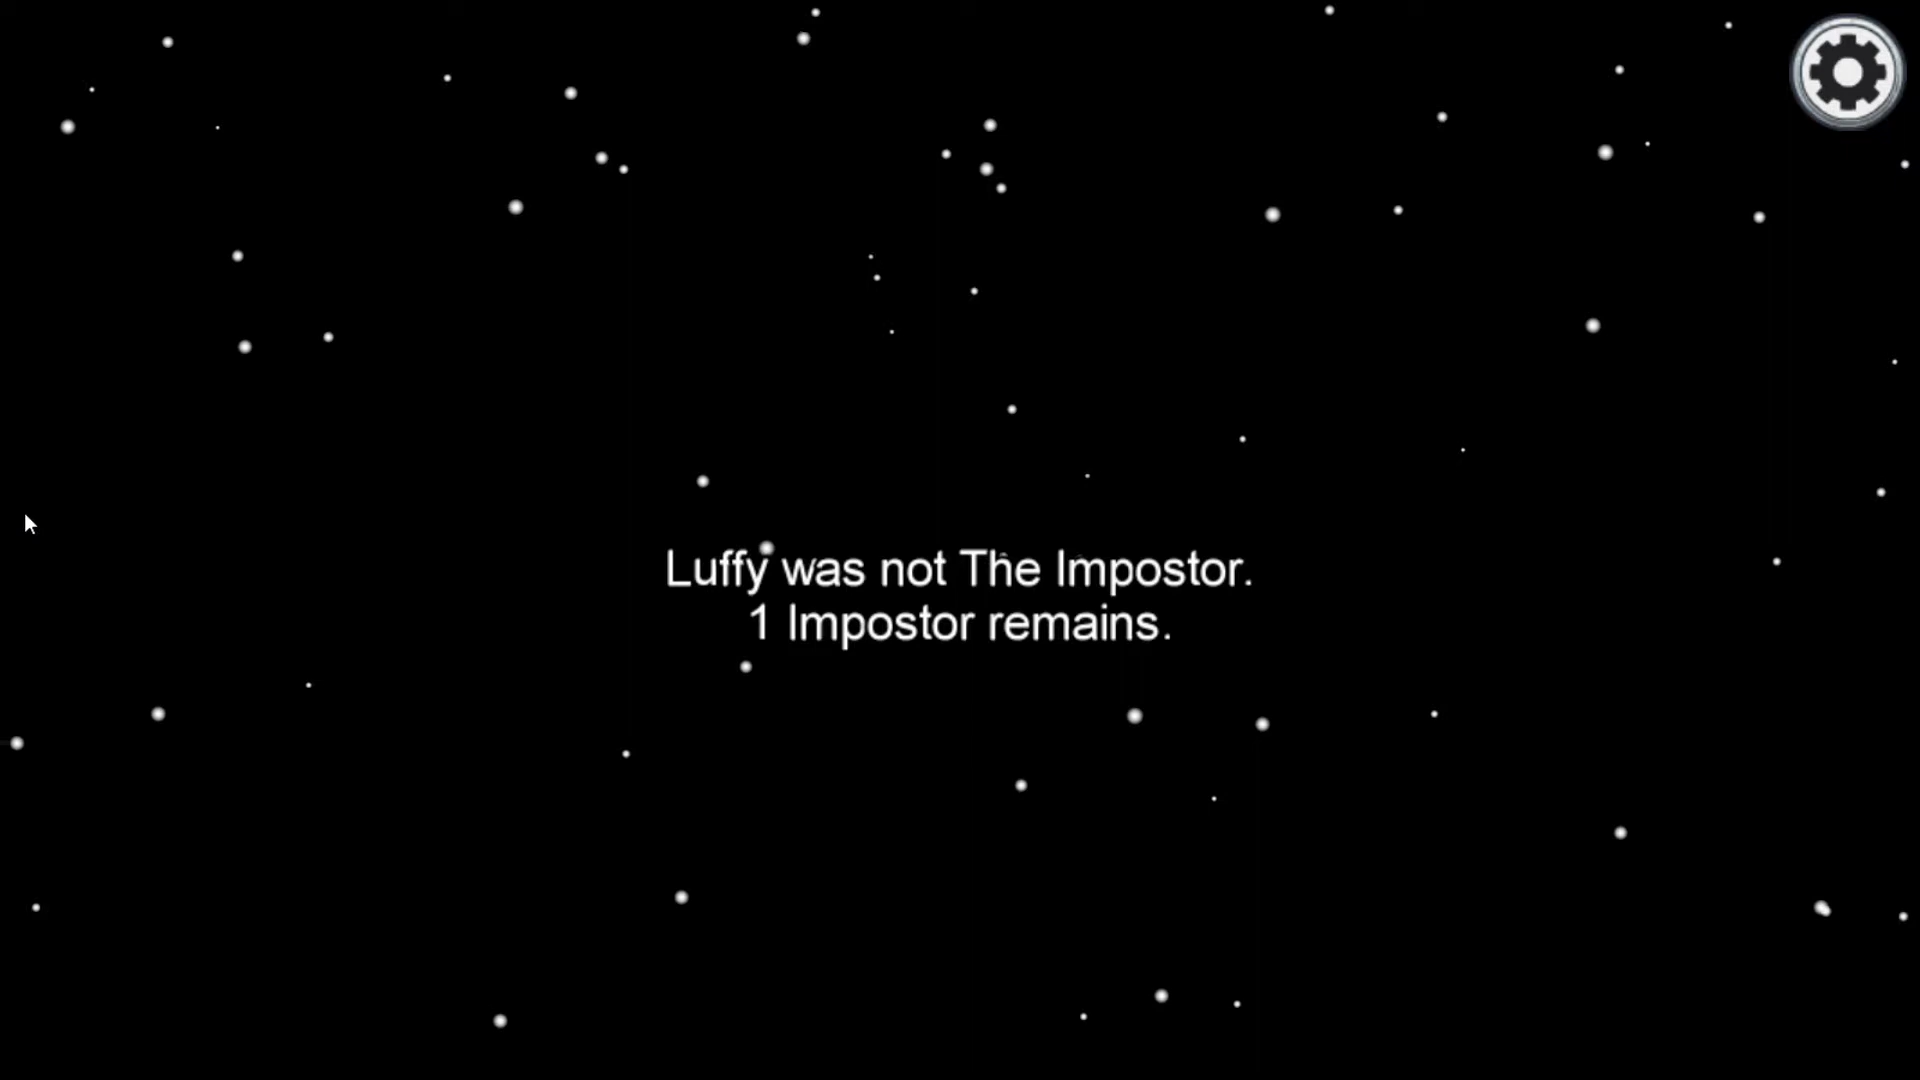 Luffy was not The Impostor.
1 Impostor remains.